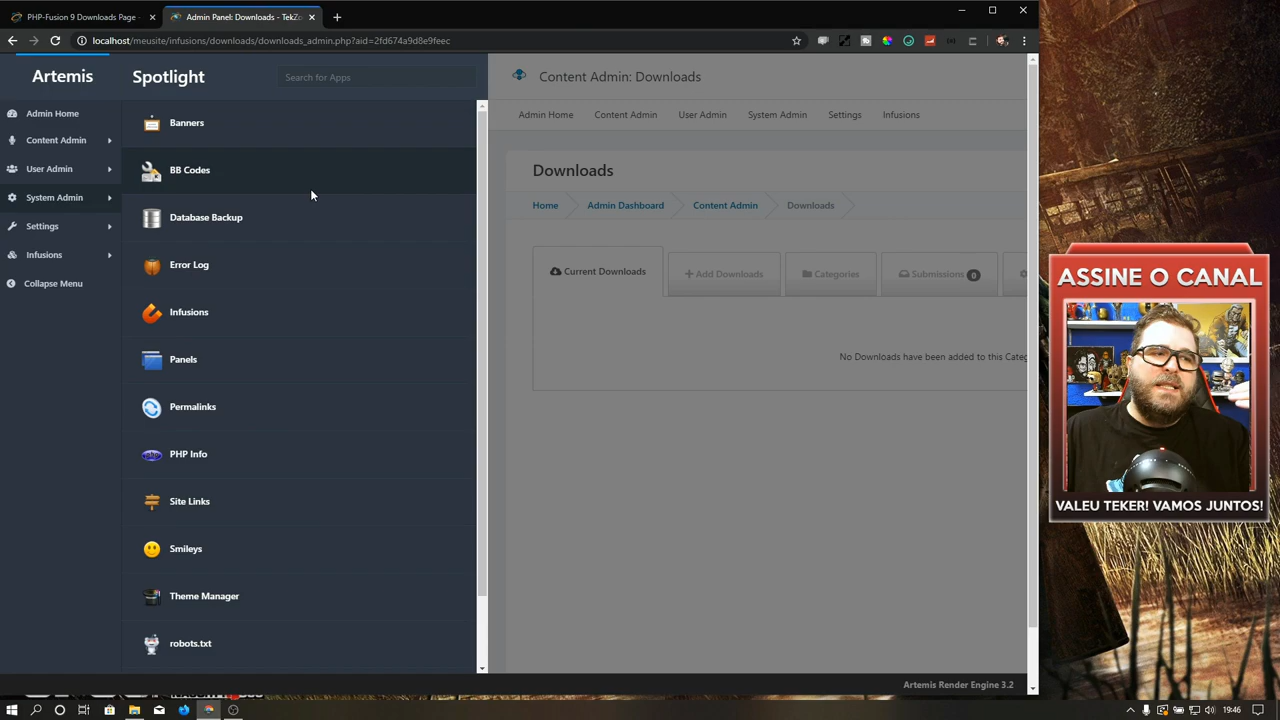 PHP-Fusion 9 Downloads Page -
Admin Panel: Downloads - TekZo
localhost/meusite/infusions/downloads/downloads_admin.php?aid=2fd674a9d8e9feec
Artemis
Spotlight
Search for Apps
Admin Home
Content Admin
User Admin
System Admin
Settings
Infusions
Collapse Menu
Banners
BB Codes
Database Backup
Error Log
Infusions
Panels
Permalinks
PHP Info
Site Links
Smileys
Theme Manager
robots.txt
Content Admin: Downloads
Admin Home Content Admin User Admin System Admin Settings Infusions
Downloads
Home Admin Dashboard Content Admin Downloads
Current Downloads Add Downloads Categories Submissions 0
No Downloads have been added to this Categ
Artemis Render Engine 3.2
ASSINE O CANAL
VALEU TEKER! VAMOS JUNTOS!
19:46